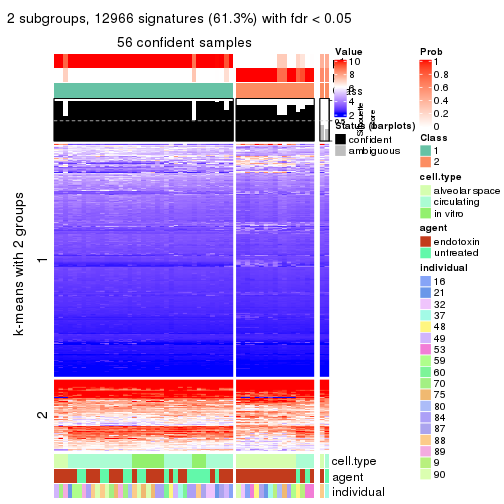 2 subgroups, 12966 signatures (61.3%) with fdr < 0.05
56 confident samples
k-means with 2 groups
1
2
cell.type
agent
individual
Value
10
8
6
4
2
Silhouette
score
Status (barplots)
confident
ambiguous
Prob
1
0.8
0.6
0.4
0.2
0
Class
1
2
cell.type
alveolar space
circulating
in vitro
agent
endotoxin
untreated
individual
16
21
32
37
48
49
53
59
60
70
75
80
84
87
88
89
9
90